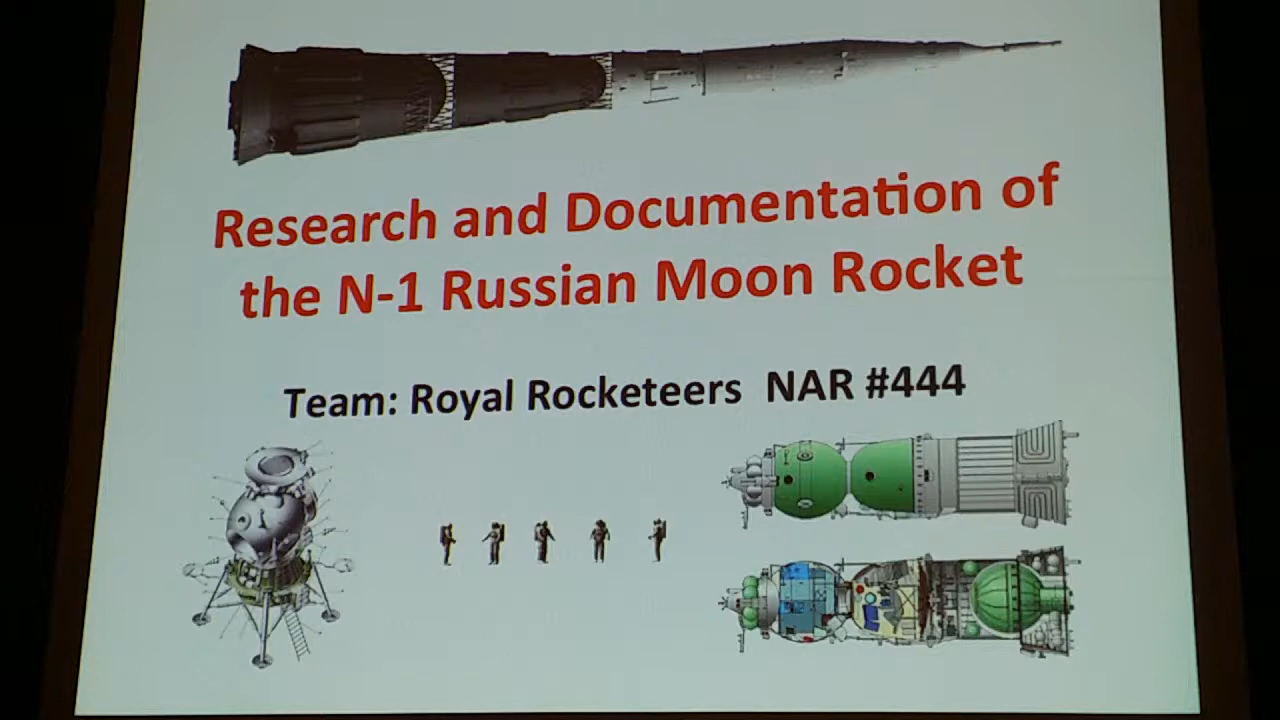 Research and Documentation of
the N-1 Russian Moon Rocket
Team: Royal Rocketeers NAR #444